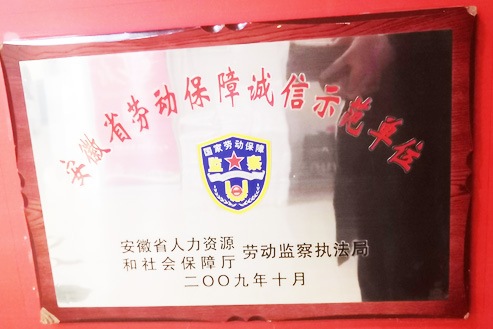 安徽省劳动保障诚信示范单位
国家劳动保障
监察
安徽省人力资源
和社会保障厅
劳动监察执法局
二〇〇九年十月